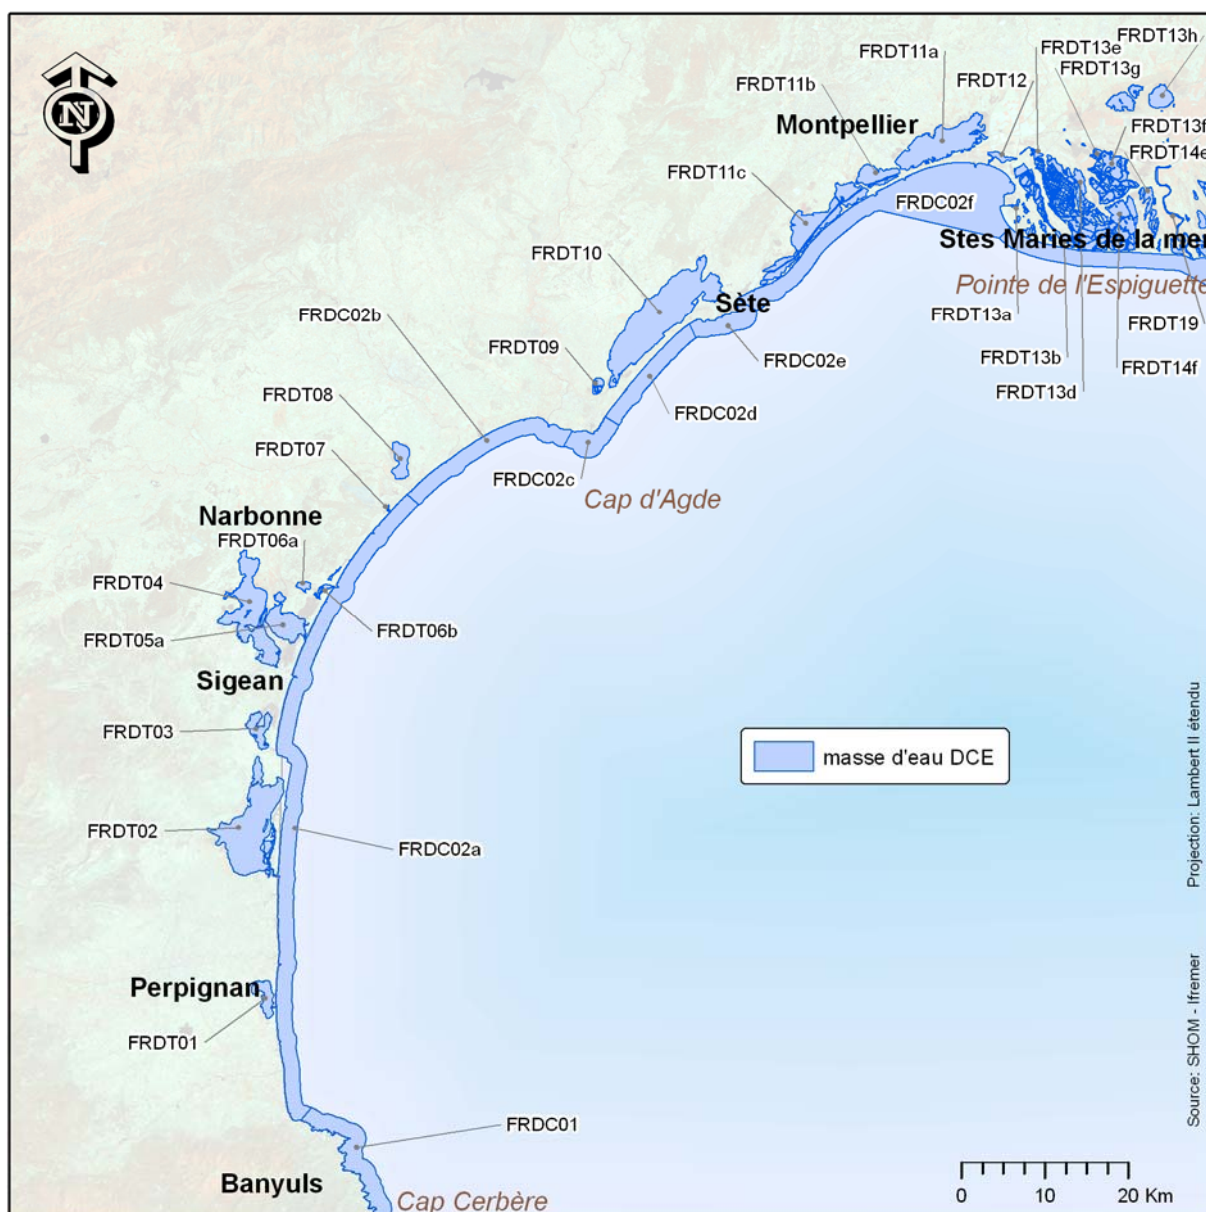 FRDT13h
FRDT11a
FRDT13e
FRDT13g
FRDT12
FRDT11b
Montpellier
FRDT13f
FRDT14e
FRDT11c
FRDC02f
Stes Maries de la mer
FRDT10
Pointe de l'Espiguette
Sète
FRDC02b
FRDT13a
FRDT19
FRDT09
FRDC02e
FRDT13b
FRDT14f
FRDT08
FRDT13d
FRDC02d
FRDT07
FRDC02c
Cap d'Agde
Narbonne
FRDT06a
FRDT04
FRDT06b
FRDT05a
Sigean
FRDT03
masse d'eau DCE
FRDT02
FRDC02a
Perpignan
FRDT01
FRDC01
Banyuls
Cap Cerbère
0 10 20 Km
Projection: Lambert II étendu
Source: SHOM - Ifremer
N